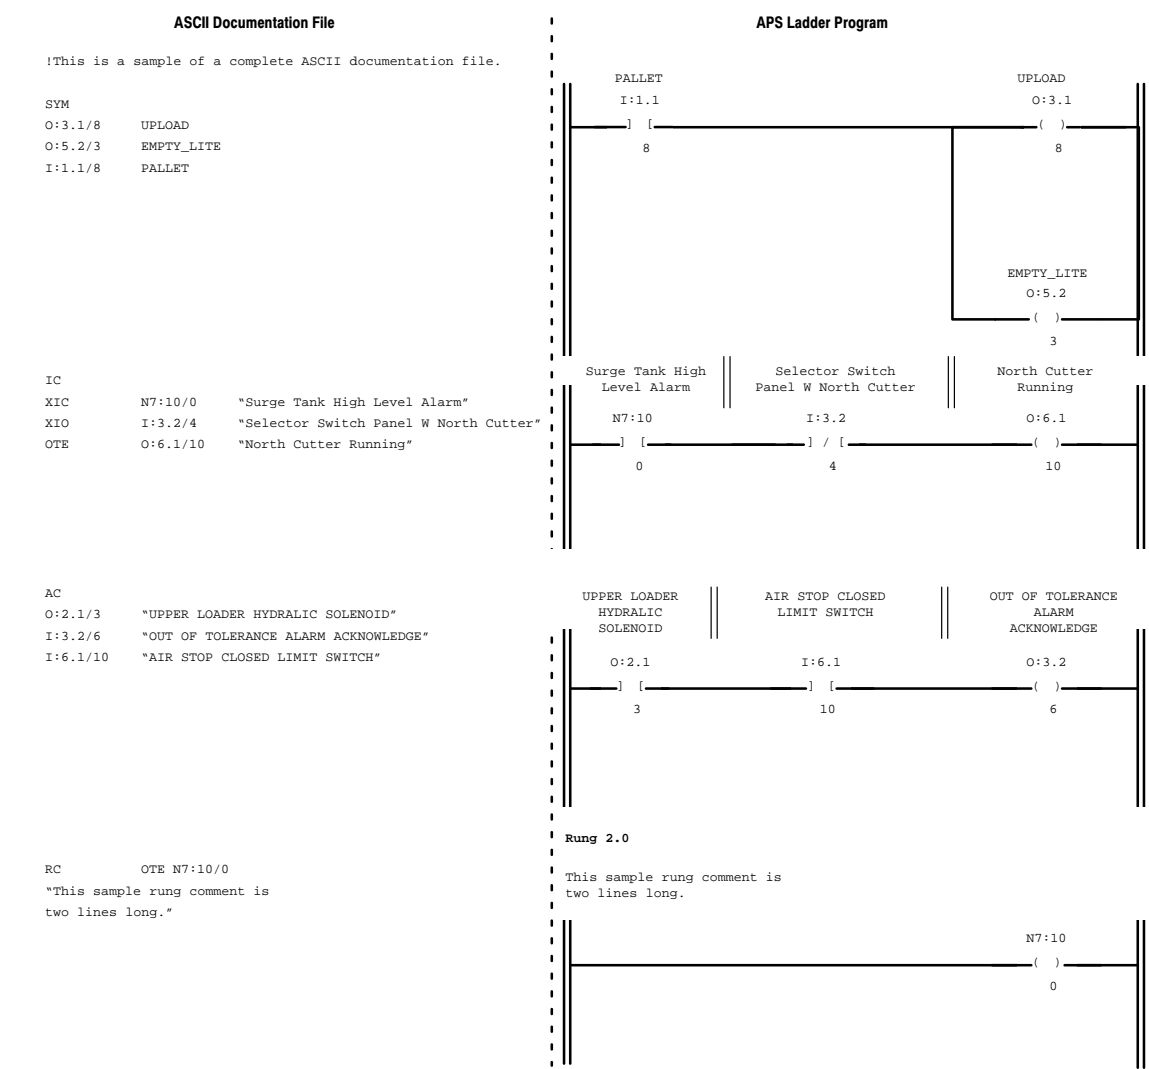 ASCII Documentation File
!This is a sample of a complete ASCII documentation file.
SYM
O:3.1/8 UPLOAD
O:5.2/3 EMPTY_LITE
I:1.1/8 PALLET
IC
XIC N7:10/0 “Surge Tank High Level Alarm”
XIO I:3.2/4 “Selector Switch Panel W North Cutter”
OTE O:6.1/10 “North Cutter Running”
AC
O:2.1/3 “UPPER LOADER HYDRALIC SOLENOID”
I:3.2/6 “OUT OF TOLERANCE ALARM ACKNOWLEDGE”
I:6.1/10 “AIR STOP CLOSED LIMIT SWITCH”
RC OTE N7:10/0
“This sample rung comment is
two lines long.”
APS Ladder Program
PALLET UPLOAD
I:1.1 O:3.1
] [ ( )
8 8
EMPTY_LITE
O:5.2
( )
3
Surge Tank High Selector Switch North Cutter
Level Alarm Panel W North Cutter Running
N7:10 I:3.2 O:6.1
] [ ] / [ ( )
0 4 10
UPPER LOADER AIR STOP CLOSED OUT OF TOLERANCE
HYDRALIC LIMIT SWITCH ALARM
SOLENOID ACKNOWLEDGE
O:2.1 I:6.1 O:3.2
] [ ] [ ( )
3 10 6
Rung 2.0
This sample rung comment is
two lines long.
N7:10
( )
0